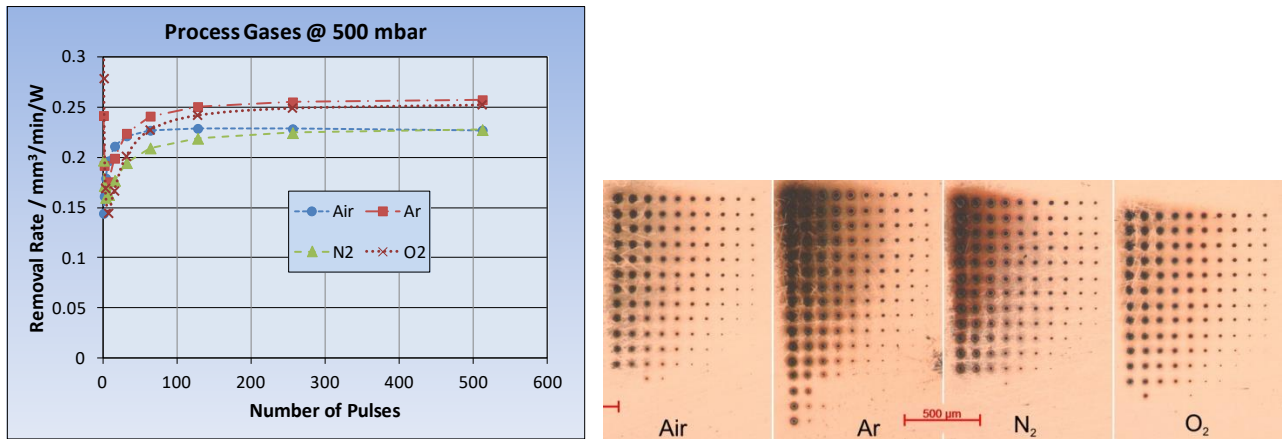 Process Gases @ 500 mbar
Removal Rate / mm³/min/W
0.3
0.25
0.2
0.15
0.1
0.05
0
0 100 200 300 400 500 600
Number of Pulses
Air Ar
N2 O2
500 µm
Air Ar N₂ O₂